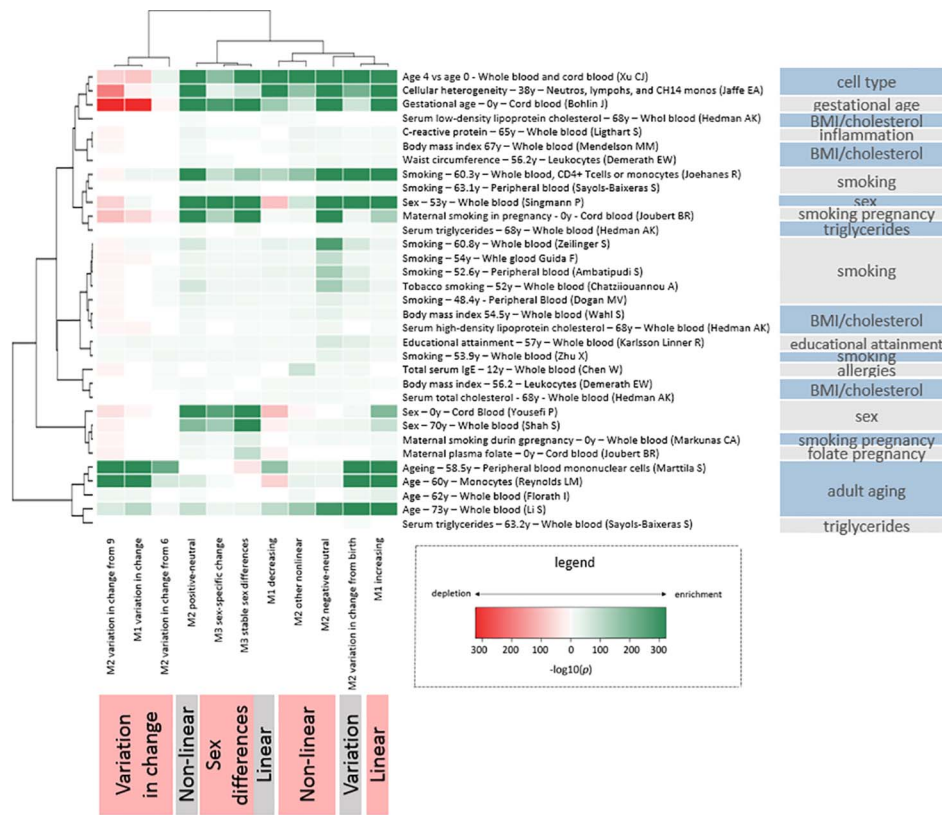 Age 4 vs age 0 - Whole blood and cord blood (Xu CJ)
Cellular heterogeneity – 38y – Neutros, lympohs, and CH14 monos (Jaffe EA)
Gestational age – 0y – Cord blood (Bohlin J)
Serum low-density lipoprotein cholesterol – 68y – Whol blood (Hedman AK)
C-reactive protein – 65y – Whole blood (Ligthart S)
Body mass index 67y – Whole blood (Mendelson MM)
Waist circumference – 56.2y – Leukocytes (Demerath EW)
Smoking – 60.3y – Whole blood, CD4+ Tcells or monocytes (Joehanes R)
Smoking – 63.1y – Peripheral blood (Sayols-Baixeras S)
Sex – 53y – Whole blood (Singmann P)
Maternal smoking in pregnancy - 0y – Cord blood (Joubert BR)
Serum triglycerides – 68y – Whole blood (Hedman AK)
Smoking – 60.8y – Whole blood (Zeilinger S)
Smoking – 54y – Whle glood Guida F)
Smoking – 52.6y – Peripheral blood (Ambatipudi S)
Tobacco smoking – 52y – Whole blood (Chatziiouannou A)
Smoking – 48.4y - Peripheral Blood (Dogan MV)
Body mass index 54.5y – Whole blood (Wahl S)
Serum high-density lipoprotein cholesterol – 68y – Whole blood (Hedman AK)
Educational attainment – 57y – Whole blood (Karlsson Linner R)
Smoking – 53.9y – Whole blood (Zhu X)
Total serum IgE – 12y – Whole blood (Chen W)
Body mass index – 56.2 – Leukocytes (Demerath EW)
Serum total cholesterol - 68y - Whole blood (Hedman AK)
Sex – 0y – Cord Blood (Yousefi P)
Sex – 70y – Whole blood (Shah S)
Maternal smoking durin gpregnancy – 0y – Whole blood (Markunas CA)
Maternal plasma folate – 0y – Cord blood (Joubert BR)
Ageing – 58.5y – Peripheral blood mononuclear cells (Marttila S)
Age – 60y – Monocytes (Reynolds LM)
Age – 62y – Whole blood (Florath I)
Age – 73y – Whole blood (Li S)
Serum triglycerides – 63.2y – Whole blood (Sayols-Baixeras S)
cell type
gestational age
BMI/cholesterol
inflammation
BMI/cholesterol
smoking
sex
smoking pregnancy
triglycerides
smoking
BMI/cholesterol
educational attainment
smoking
allergies
BMI/cholesterol
sex
smoking pregnancy
folate pregnancy
adult aging
triglycerides
M2 variation in change from 9
M1 variation in change
M2 variation in change from 6
M2 positive-neutral
M3 sex-specific change
M3 stable sex differences
M1 decreasing
M2 other nonlinear
M2 negative-neutral
M2 variation in change from birth
M1 increasing
legend
depletion
enrichment
300 200 100 0 100 200 300
-log10(p)
Variation
in change
Non-linear
Sex
differences
Linear
Non-linear
Variation
Linear